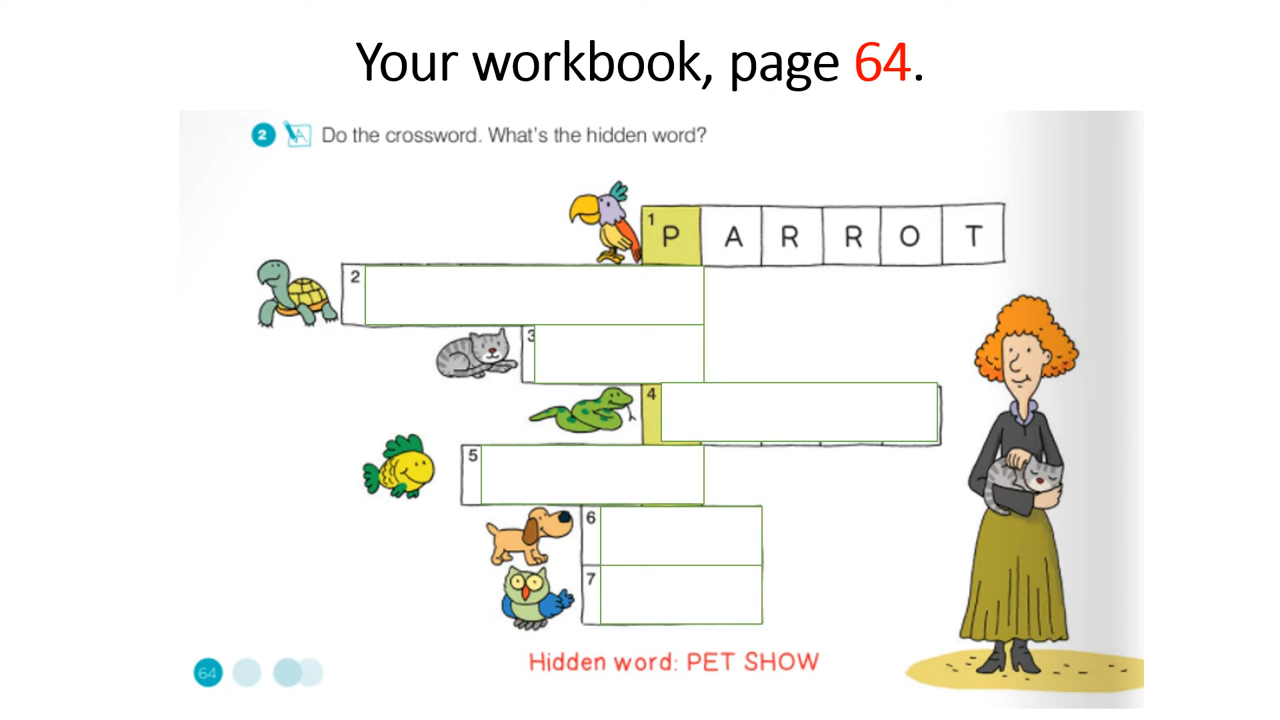 Your workbook, page 64.
2 Do the crossword. What's the hidden word?
1 P A R R O T
2
3
4
5
6
7
Hidden word: PET SHOW
64